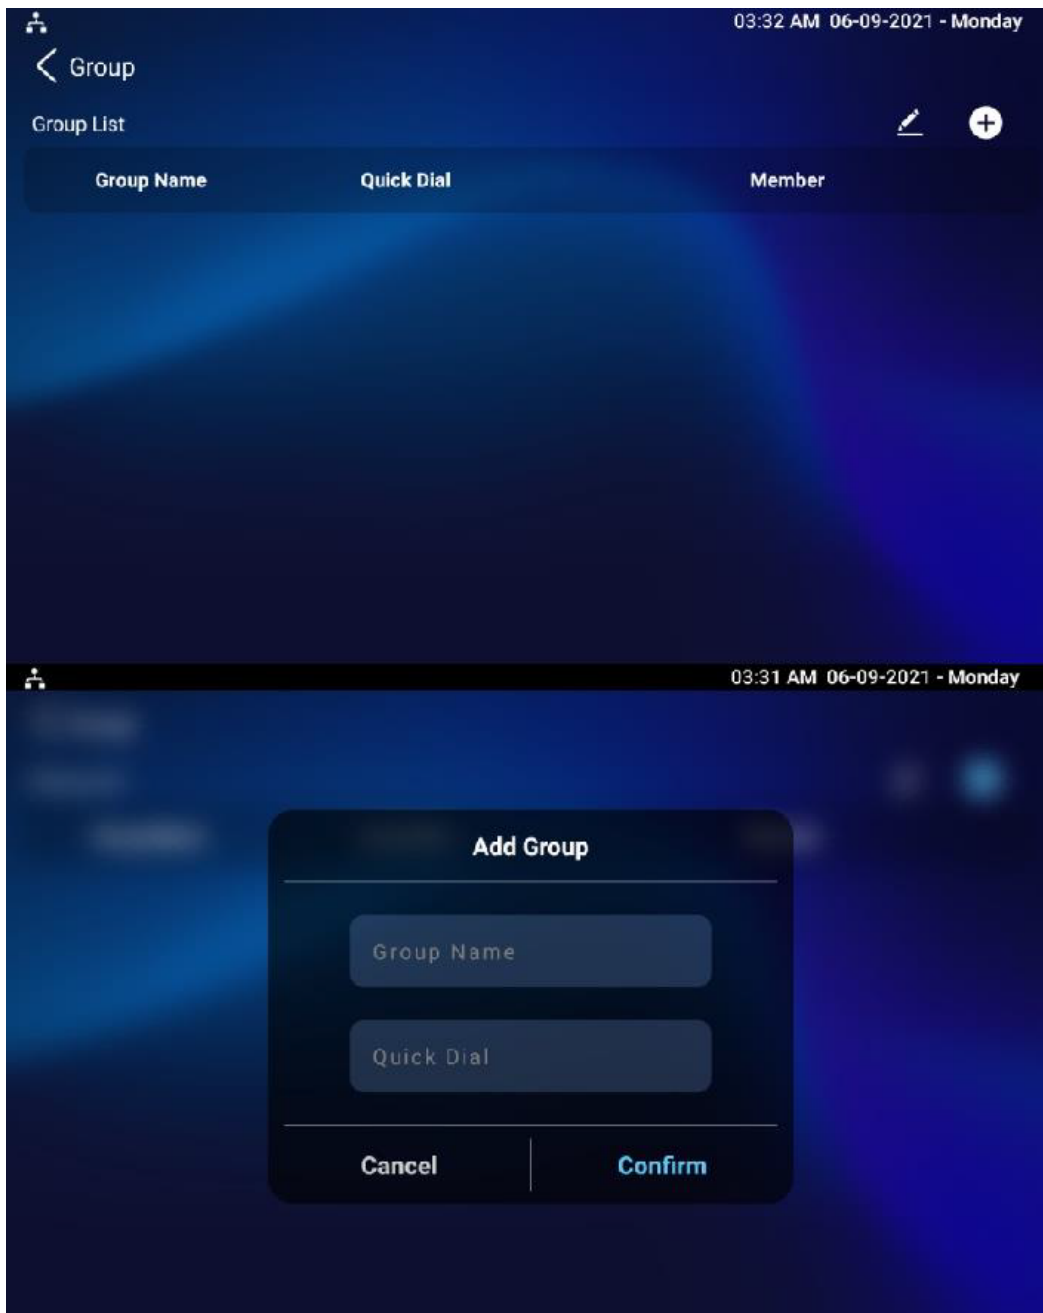 03:32 AM 06-09-2021 - Monday
Group
Group List
Group Name Quick Dial Member
03:31 AM 06-09-2021 - Monday
Add Group
Group Name
Quick Dial
Cancel Confirm